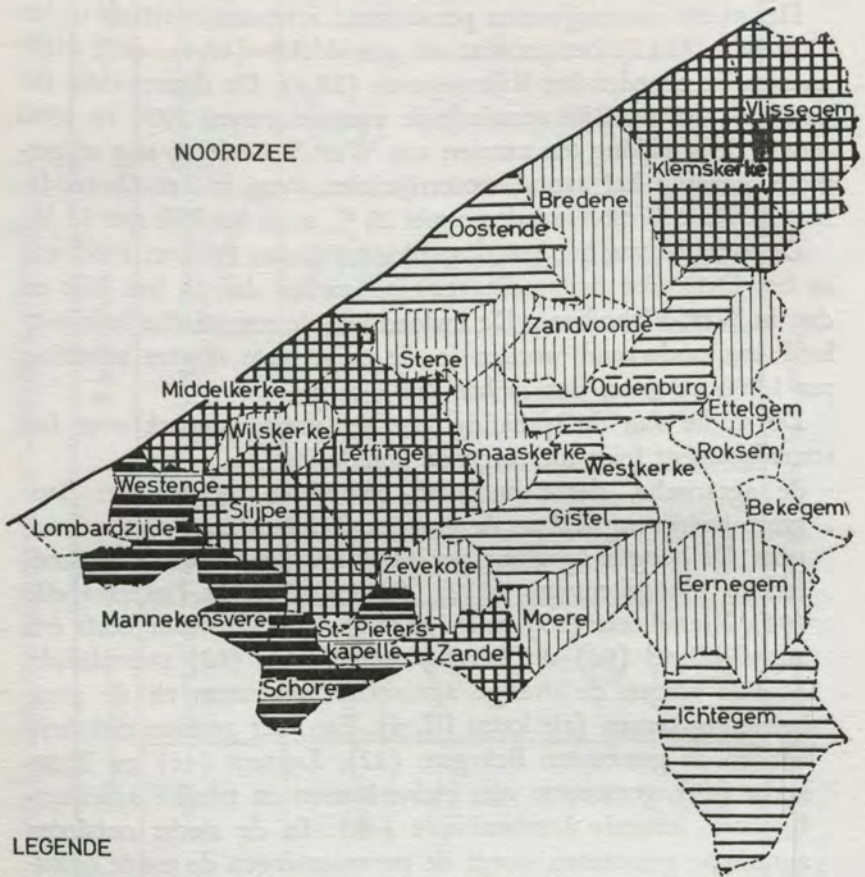 NOORDZEE
Vlissegem
Klemskerke
Bredene
Oostende
Zandvoorde
Stene
Oudenburg
Middelkerke
Ettelgem
Wilskerke
Leffinge
Snaaskerke
Roksem
Westkerke
Westende
Slijpe
Gistel
Bekegem
Lombardzijde
Zevekote
Eernegem
Mannekensvere
Moere
St-Pieters-
kapelle
Zande
Schore
Ichtegem
LEGENDE